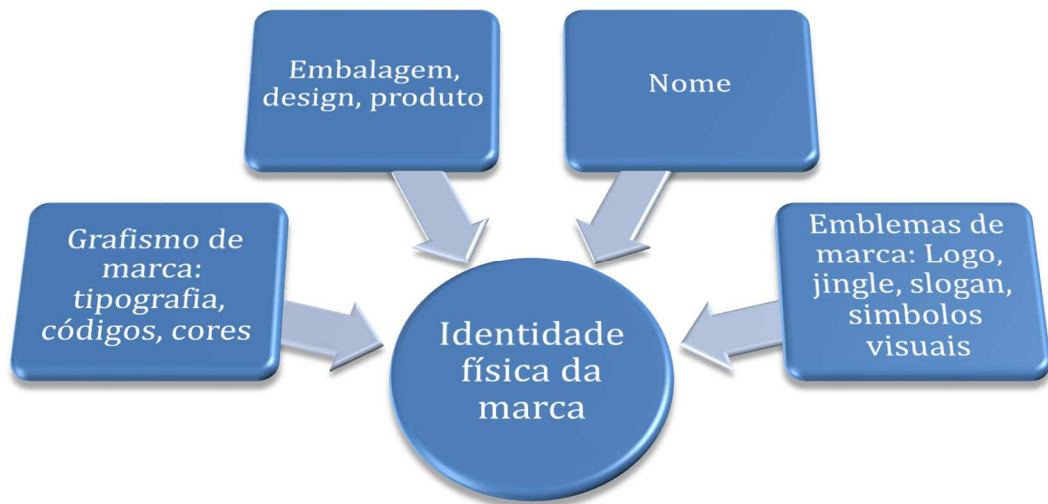 Embalagem,
design, produto
Nome
Grafismo de
marca:
tipografia,
códigos, cores
Emblemas de
marca: Logo,
jingle, slogan,
simbolos
visuais
Identidade
física da
marca